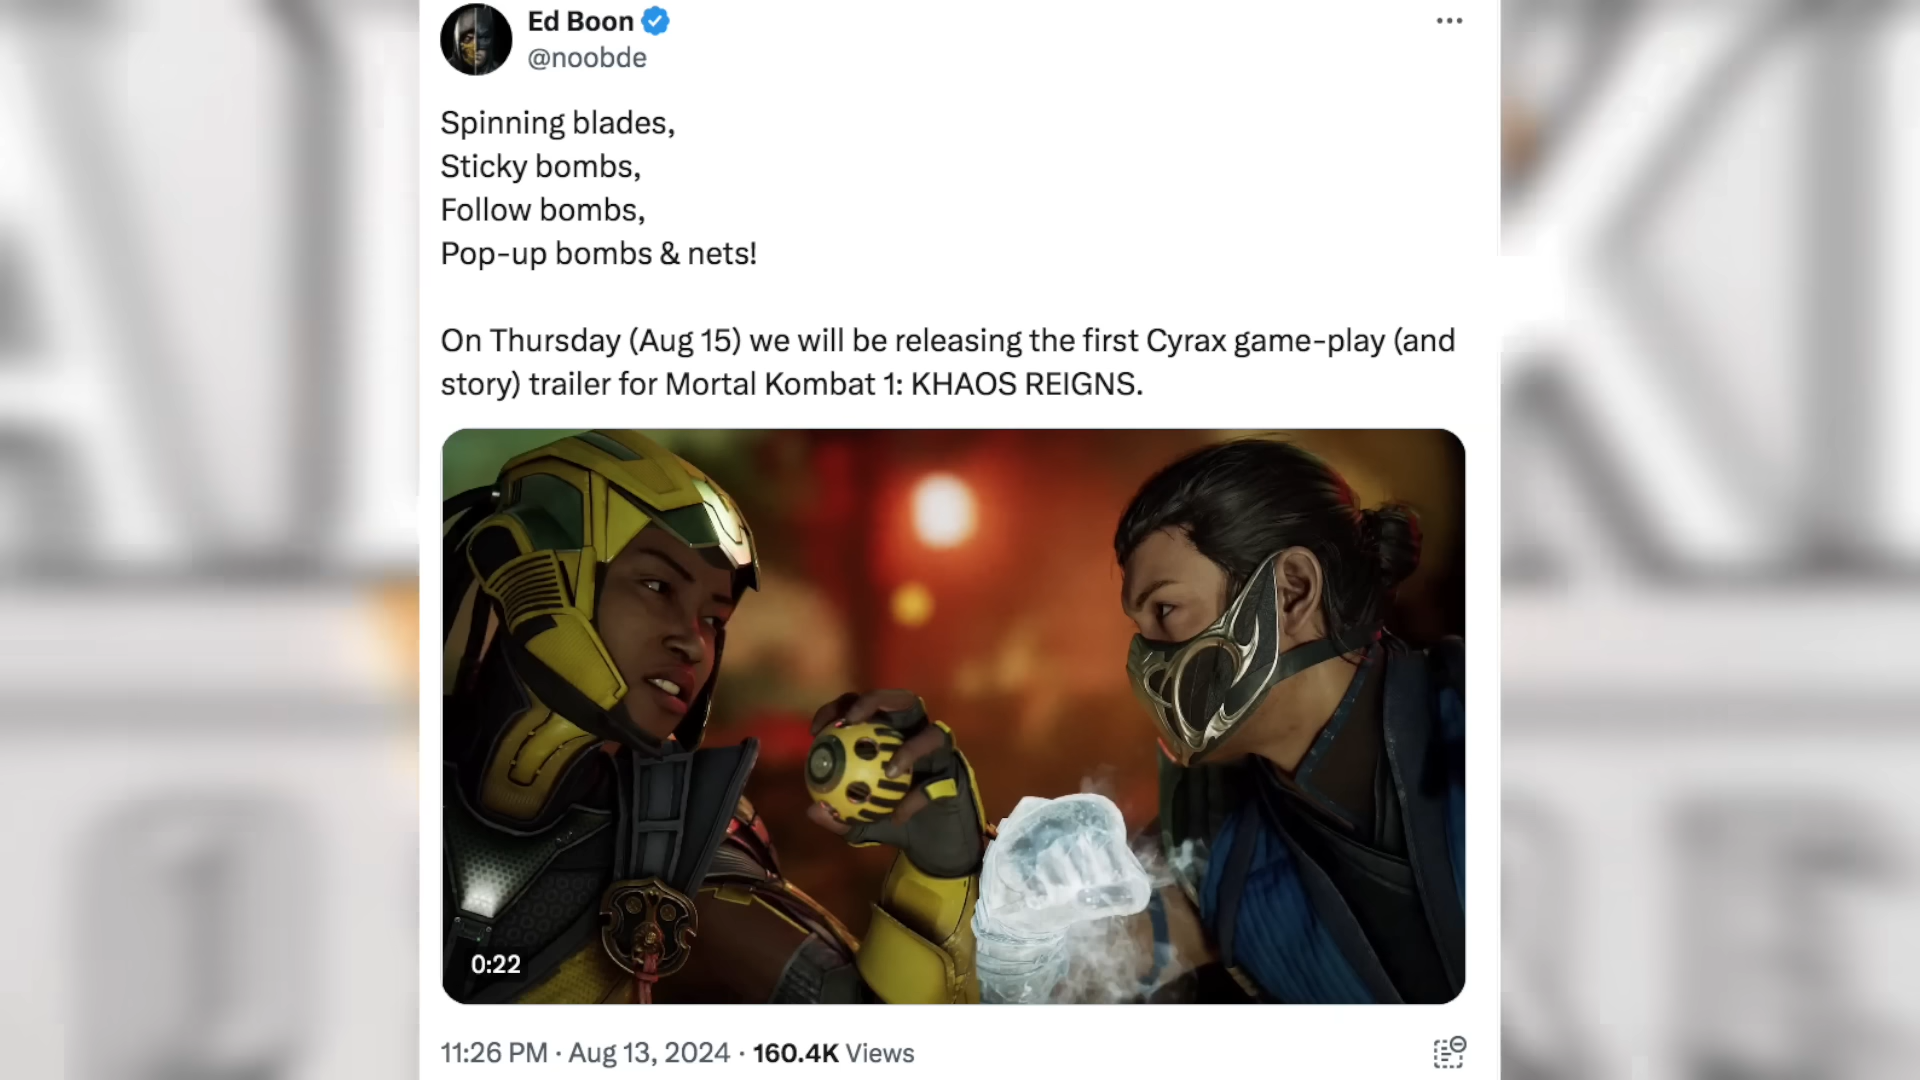 Ed Boon
@noobde
Spinning blades,
Sticky bombs,
Follow bombs,
Pop-up bombs & nets!
On Thursday (Aug 15) we will be releasing the first Cyrax game-play (and
story) trailer for Mortal Kombat 1: KHAOS REIGNS.
0:22
11:26 PM · Aug 13, 2024 · 160.4K Views